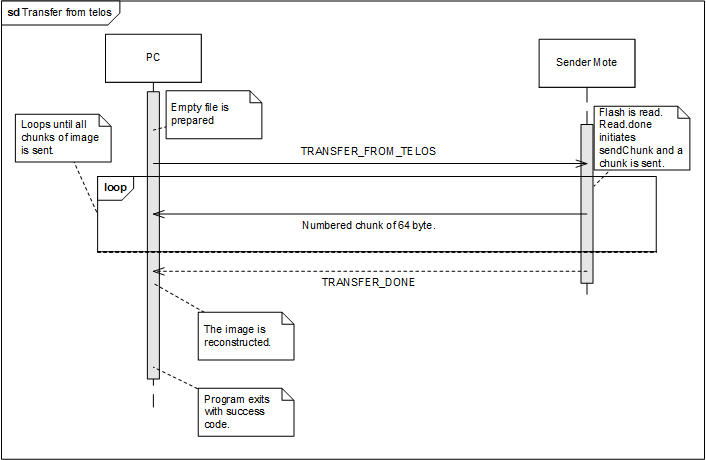 sd Transfer from telos
PC
Sender Mote
Empty file is
prepared
Flash is read.
Read.done
initiates
sendChunk and a
chunk is sent.
Loops until all
chunks of image
is sent.
TRANSFER_FROM_TELOS
loop
Numbered chunk of 64 byte.
TRANSFER_DONE
The image is
reconstructed.
Program exits
with success
code.